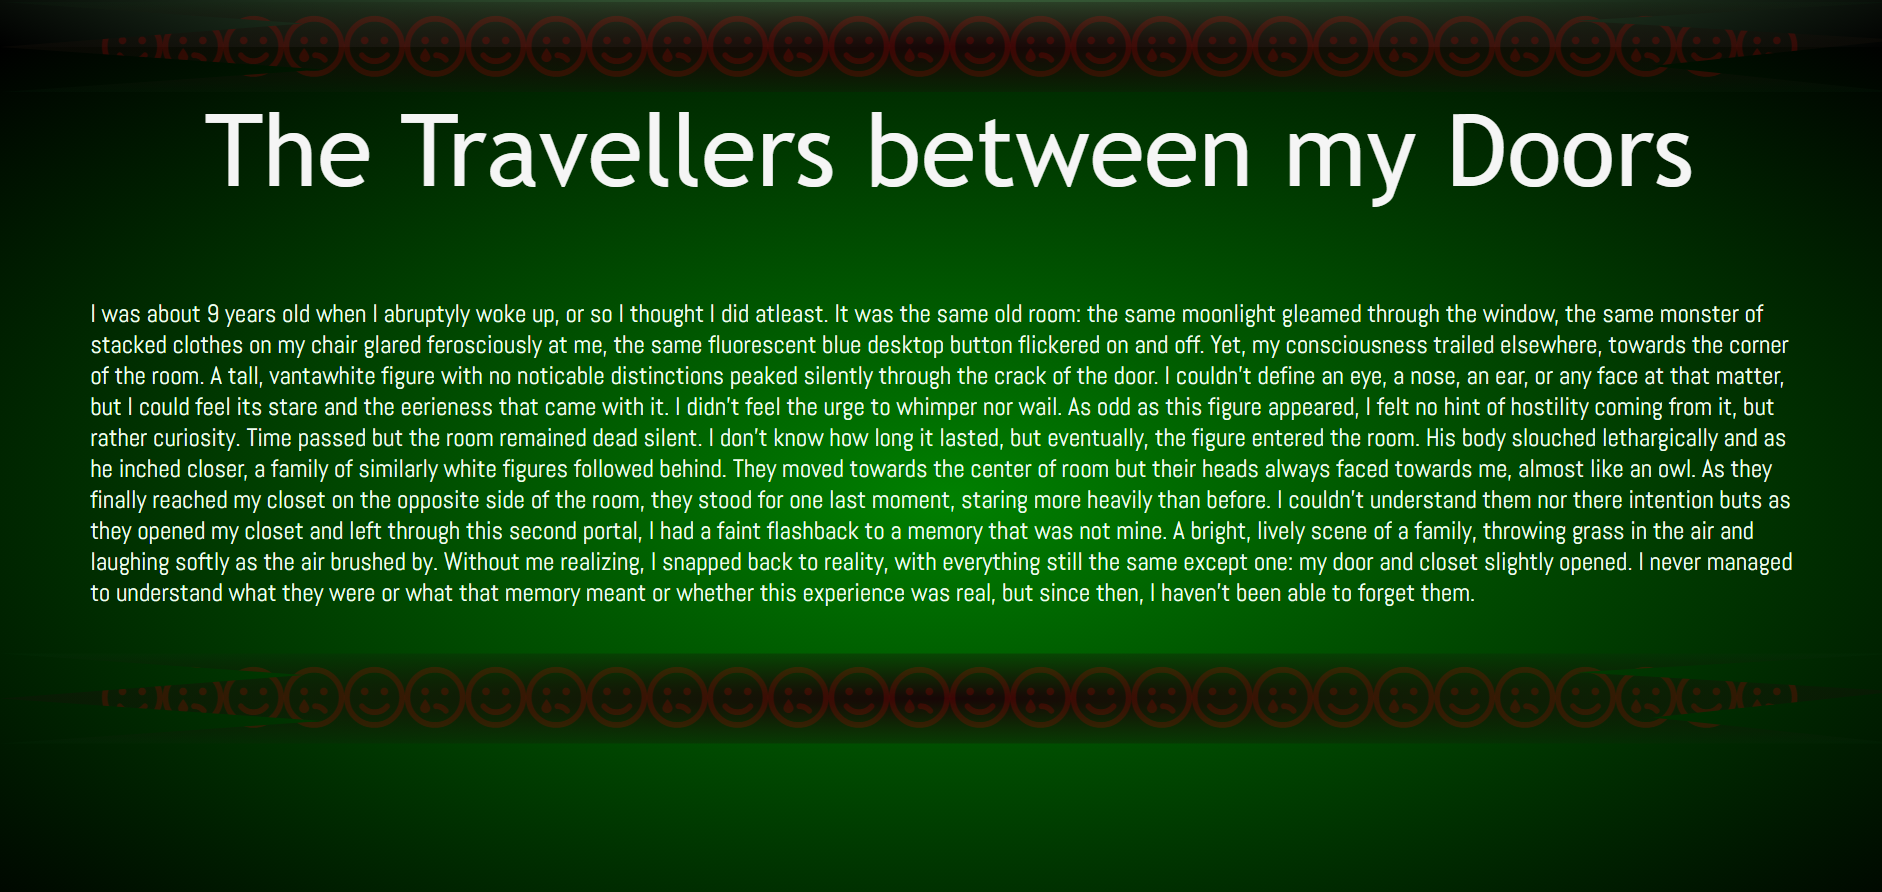 The Travellers between my Doors
I was about 9 years old when I abruptyly woke up, or so I thought I did atleast. It was the same old room: the same moonlight gleamed through the window, the same monster of
stacked clothes on my chair glared ferosciously at me, the same fluorescent blue desktop button flickered on and off. Yet, my consciousness trailed elsewhere, towards the corner
of the room. A tall, vantawhite figure with no noticable distinctions peaked silently through the crack of the door. I couldn't define an eye, a nose, an ear, or any face at that matter,
but I could feel its stare and the eerieness that came with it. I didn't feel the urge to whimper nor wail. As odd as this figure appeared, I felt no hint of hostility coming from it, but
rather curiosity. Time passed but the room remained dead silent. I don't know how long it lasted, but eventually, the figure entered the room. His body slouched lethargically and as
he inched closer, a family of similarly white figures followed behind. They moved towards the center of room but their heads always faced towards me, almost like an owl. As they
finally reached my closet on the opposite side of the room, they stood for one last moment, staring more heavily than before. I couldn't understand them nor there intention buts as
they opened my closet and left through this second portal, I had a faint flashback to a memory that was not mine. A bright, lively scene of a family, throwing grass in the air and
laughing softly as the air brushed by. Without me realizing, I snapped back to reality, with everything still the same except one: my door and closet slightly opened. I never managed
to understand what they were or what that memory meant or whether this experience was real, but since then, I haven't been able to forget them.